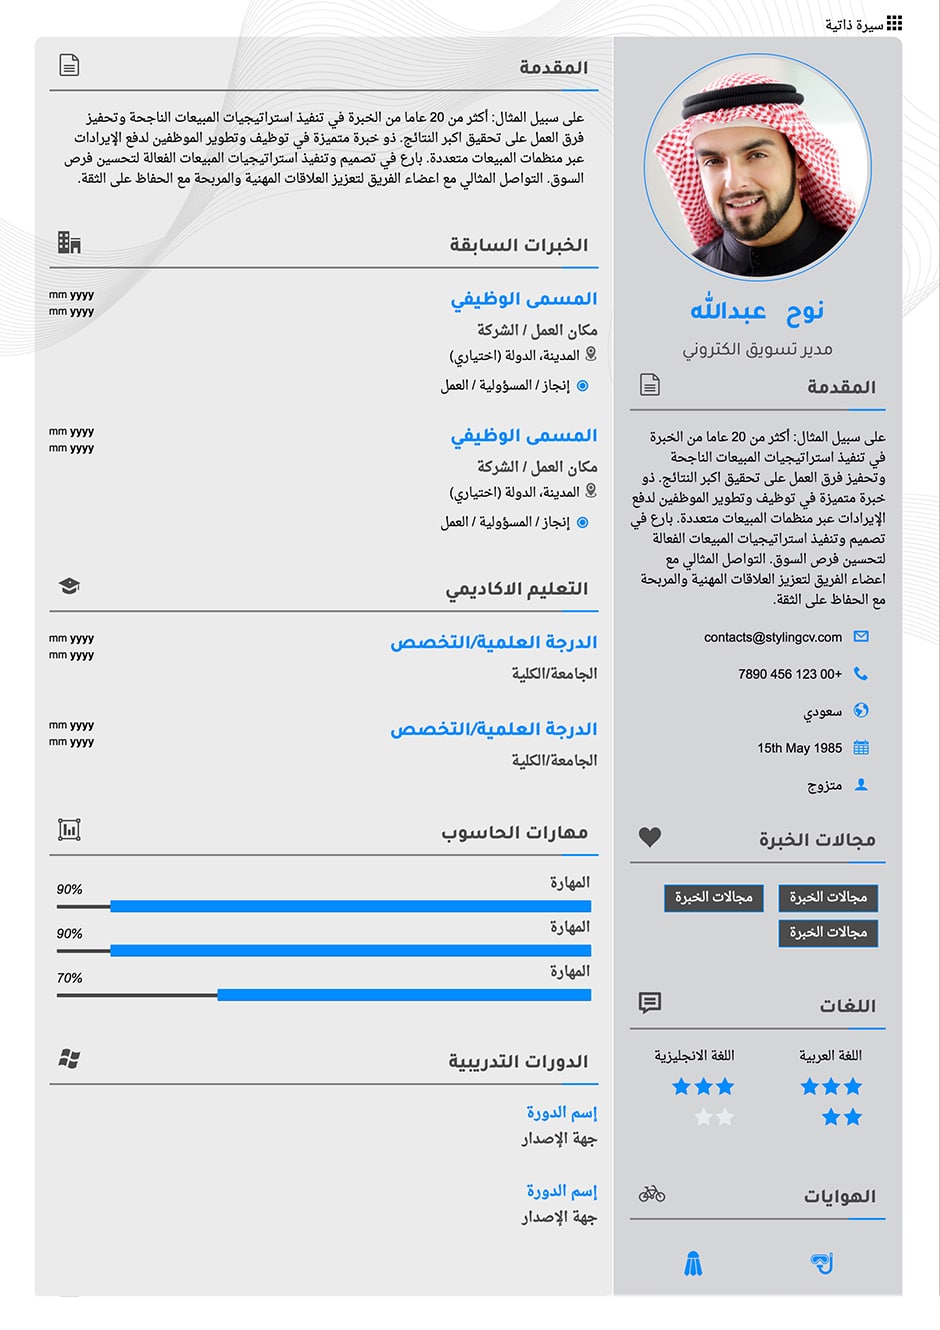 سيرة ذاتية
نوح عبدالله
مدير تسويق الكتروني
المقدمة
على سبيل المثال: أكثر من 20 عاما من الخبرة
في تنفيذ استراتيجيات المبيعات الناجحة
وتحفيز فرق العمل على تحقيق اكبر النتائج. ذو
خبرة متميزة في توظيف وتطوير الموظفين لدفع
الإيرادات عبر منظمات المبيعات متعددة. بارع في
تصميم وتنفيذ استراتيجيات المبيعات الفعالة
لتحسين فرص السوق. التواصل المثالي مع
اعضاء الفريق لتعزيز العلاقات المهنية والمربحة
مع الحفاظ على الثقة.
contacts@stylingcv.com
7890 456 123 00+
سعودي
15th May 1985
متزوج
مجالات الخبرة
مجالات الخبرة مجالات الخبرة
مجالات الخبرة
اللغات
اللغة العربية اللغة الانجليزية
الهوايات
المقدمة
على سبيل المثال: أكثر من 20 عاما من الخبرة في تنفيذ استراتيجيات المبيعات الناجحة وتحفيز
فرق العمل على تحقيق اكبر النتائج. ذو خبرة متميزة في توظيف وتطوير الموظفين لدفع الإيرادات
عبر منظمات المبيعات متعددة. بارع في تصميم وتنفيذ استراتيجيات المبيعات الفعالة لتحسين فرص
السوق. التواصل المثالي مع اعضاء الفريق لتعزيز العلاقات المهنية والمربحة مع الحفاظ على الثقة.
الخبرات السابقة
المسمى الوظيفي
mm yyyy
mm yyyy
مكان العمل / الشركة
المدينة، الدولة (اختياري)
إنجاز / المسؤولية / العمل
المسمى الوظيفي
mm yyyy
mm yyyy
مكان العمل / الشركة
المدينة، الدولة (اختياري)
إنجاز / المسؤولية / العمل
التعليم الاكاديمي
الدرجة العلمية/التخصص
mm yyyy
mm yyyy
الجامعة/الكلية
الدرجة العلمية/التخصص
mm yyyy
mm yyyy
الجامعة/الكلية
مهارات الحاسوب
المهارة 90%
المهارة 90%
المهارة 70%
الدورات التدريبية
إسم الدورة
جهة الإصدار
إسم الدورة
جهة الإصدار